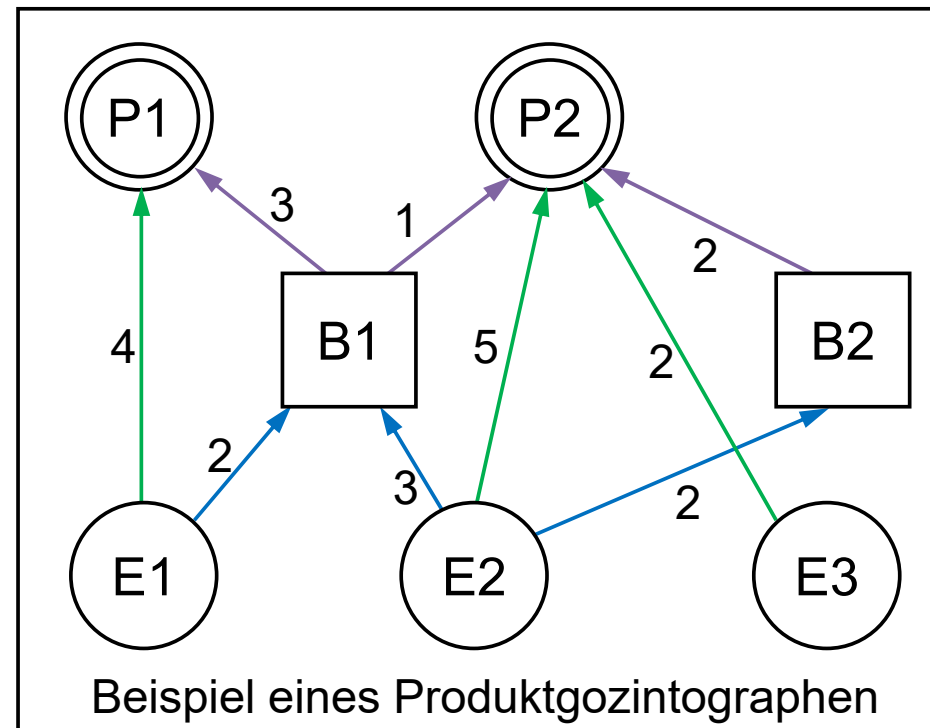 P1 P2
3 1 2
4 B1 5 2 B2
2 3 2
E1 E2 E3
Beispiel eines Produktgozintographen